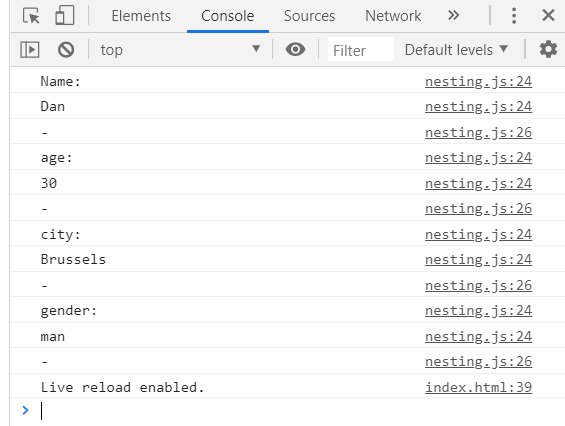 Elements Console Sources Network »
top Filter Default levels
Name: nesting.js:24
Dan nesting.js:24
- nesting.js:26
age: nesting.js:24
30 nesting.js:24
- nesting.js:26
city: nesting.js:24
Brussels nesting.js:24
- nesting.js:26
gender: nesting.js:24
man nesting.js:24
- nesting.js:26
Live reload enabled. index.html:39